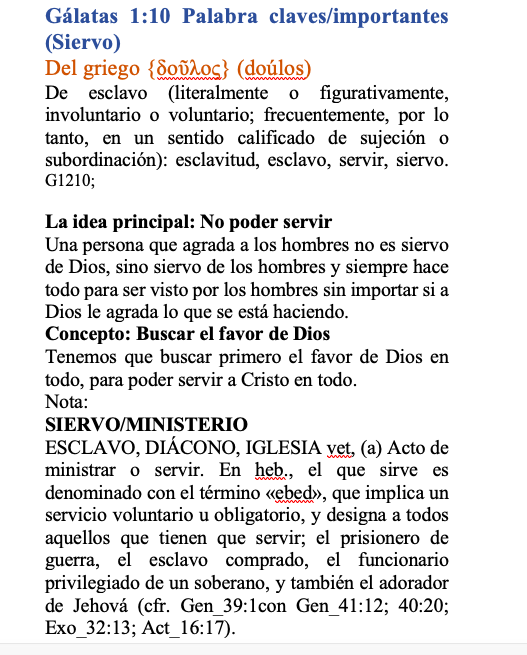 Gálatas 1:10 Palabra claves/importantes
(Siervo)
Del griego {δοῦλος} (doúlos)
De esclavo (literalmente o figurativamente,
involuntario o voluntario; frecuentemente, por lo
tanto, en un sentido calificado de sujeción o
subordinación): esclavitud, esclavo, servir, siervo.
G1210;
La idea principal: No poder servir
Una persona que agrada a los hombres no es siervo
de Dios, sino siervo de los hombres y siempre hace
todo para ser visto por los hombres sin importar si a
Dios le agrada lo que se está haciendo.
Concepto: Buscar el favor de Dios
Tenemos que buscar primero el favor de Dios en
todo, para poder servir a Cristo en todo.
Nota:
SIERVO/MINISTERIO
ESCLAVO, DIÁCONO, IGLESIA vet, (a) Acto de
ministrar o servir. En heb., el que sirve es
denominado con el término «ebed», que implica un
servicio voluntario u obligatorio, y designa a todos
aquellos que tienen que servir; el prisionero de
guerra, el esclavo comprado, el funcionario
privilegiado de un soberano, y también el adorador
de Jehová (cfr. Gen_39:1con Gen_41:12; 40:20;
Exo_32:13; Act_16:17).